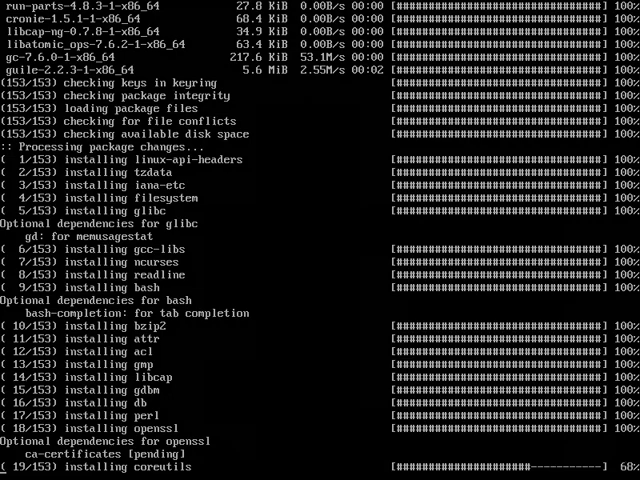 run-parts-4.8.3-1-x86_64 27.8 KiB 0.00B/s 00:00 [################################] 100%
cronie-1.5.1-1-x86_64 68.4 KiB 0.00B/s 00:00 [################################] 100%
libcap-ng-0.7.8-1-x86_64 34.9 KiB 0.00B/s 00:00 [################################] 100%
libatomic_ops-7.6.2-1-x86_64 63.4 KiB 0.00B/s 00:00 [################################] 100%
gc-7.6.0-1-x86_64 217.6 KiB 53.1M/s 00:00 [################################] 100%
guile-2.2.3-1-x86_64 5.6 MiB 2.55M/s 00:02 [################################] 100%
(153/153) checking keys in keyring [################################] 100%
(153/153) checking package integrity [################################] 100%
(153/153) loading package files [################################] 100%
(153/153) checking for file conflicts [################################] 100%
(153/153) checking available disk space [################################] 100%
:: Processing package changes...
( 1/153) installing linux-api-headers [################################] 100%
( 2/153) installing tzdata [################################] 100%
( 3/153) installing iana-etc [################################] 100%
( 4/153) installing filesystem [################################] 100%
( 5/153) installing glibc [################################] 100%
Optional dependencies for glibc
gd: for memusagestat
( 6/153) installing gcc-libs [################################] 100%
( 7/153) installing ncurses [################################] 100%
( 8/153) installing readline [################################] 100%
( 9/153) installing bash [################################] 100%
Optional dependencies for bash
bash-completion: for tab completion
( 10/153) installing bzip2 [################################] 100%
( 11/153) installing attr [################################] 100%
( 12/153) installing acl [################################] 100%
( 13/153) installing gmp [################################] 100%
( 14/153) installing libcap [################################] 100%
( 15/153) installing gdbm [################################] 100%
( 16/153) installing db [################################] 100%
( 17/153) installing perl [################################] 100%
( 18/153) installing openssl [################################] 100%
Optional dependencies for openssl
ca-certificates [pending]
( 19/153) installing coreutils [#####################-----------] 68%